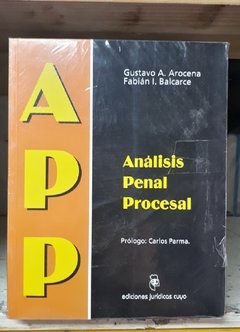 Gustavo A. Arocena
Fabián I. Balcarce
A
P
P
Análisis
Penal
Procesal
Prólogo: Carlos Parma.
ediciones jurídicas cuyo